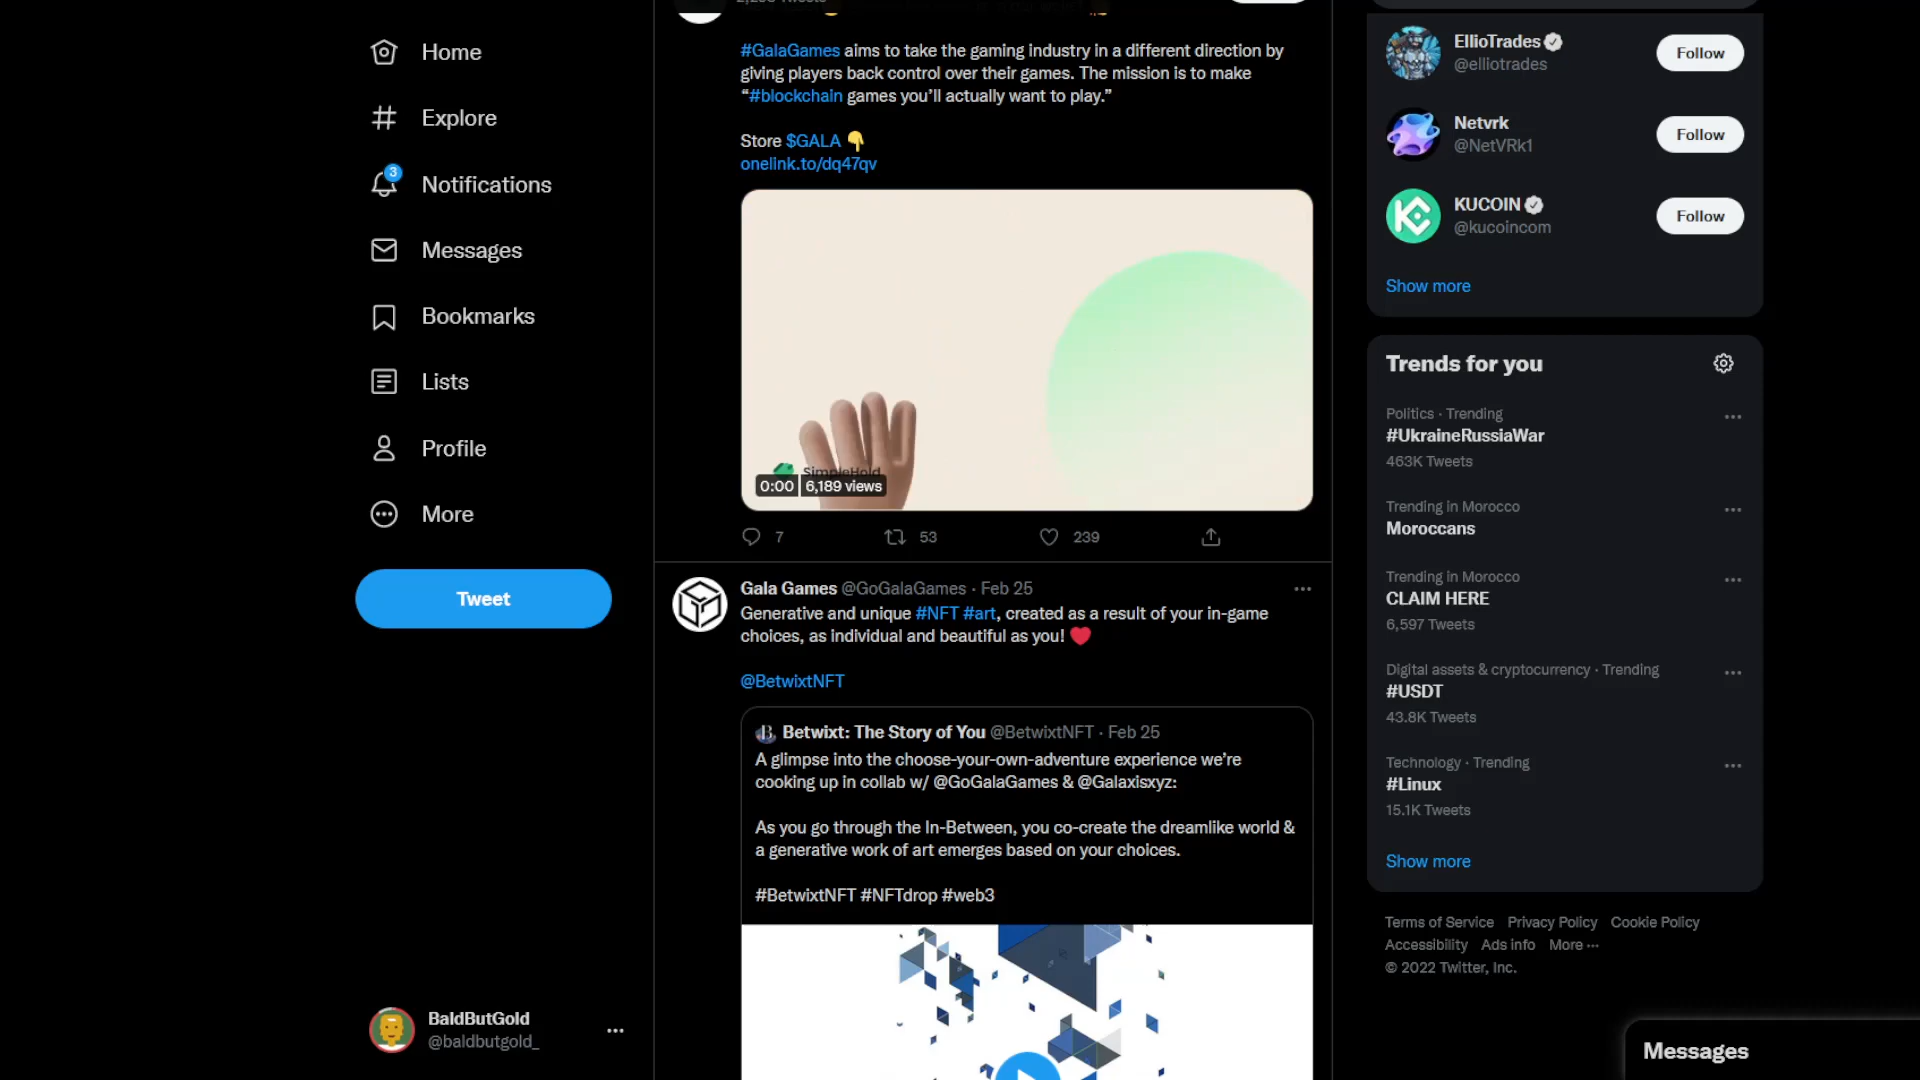 Home
Explore
3
Notifications
Messages
Bookmarks
Lists
Profile
More
Tweet
BaldButGold
@baldbutgold_
#GalaGames aims to take the gaming industry in a different direction by
giving players back control over their games. The mission is to make
“#blockchain games you’ll actually want to play.”
Store $GALA 👇
onelink.to/dq47qv
SimpleHold
0:00 6,189 views
7 53 239
Gala Games @GoGalaGames · Feb 25
Generative and unique #NFT #art, created as a result of your in-game
choices, as individual and beautiful as you! ❤️
@BetwixtNFT
Betwixt: The Story of You @BetwixtNFT · Feb 25
A glimpse into the choose-your-own-adventure experience we’re
cooking up in collab w/ @GoGalaGames & @Galaxisxyz:
As you go through the In-Between, you co-create the dreamlike world &
a generative work of art emerges based on your choices.
#BetwixtNFT #NFTdrop #web3
EllioTrades
@elliotrades
Follow
Netvrk
@NetVRk1
Follow
KUCOIN
@kucoincom
Follow
Show more
Trends for you
Politics · Trending
#UkraineRussiaWar
463K Tweets
Trending in Morocco
Moroccans
Trending in Morocco
CLAIM HERE
6,597 Tweets
Digital assets & cryptocurrency · Trending
#USDT
43.8K Tweets
Technology · Trending
#Linux
15.1K Tweets
Show more
Terms of Service Privacy Policy Cookie Policy
Accessibility Ads info More ···
© 2022 Twitter, Inc.
Messages